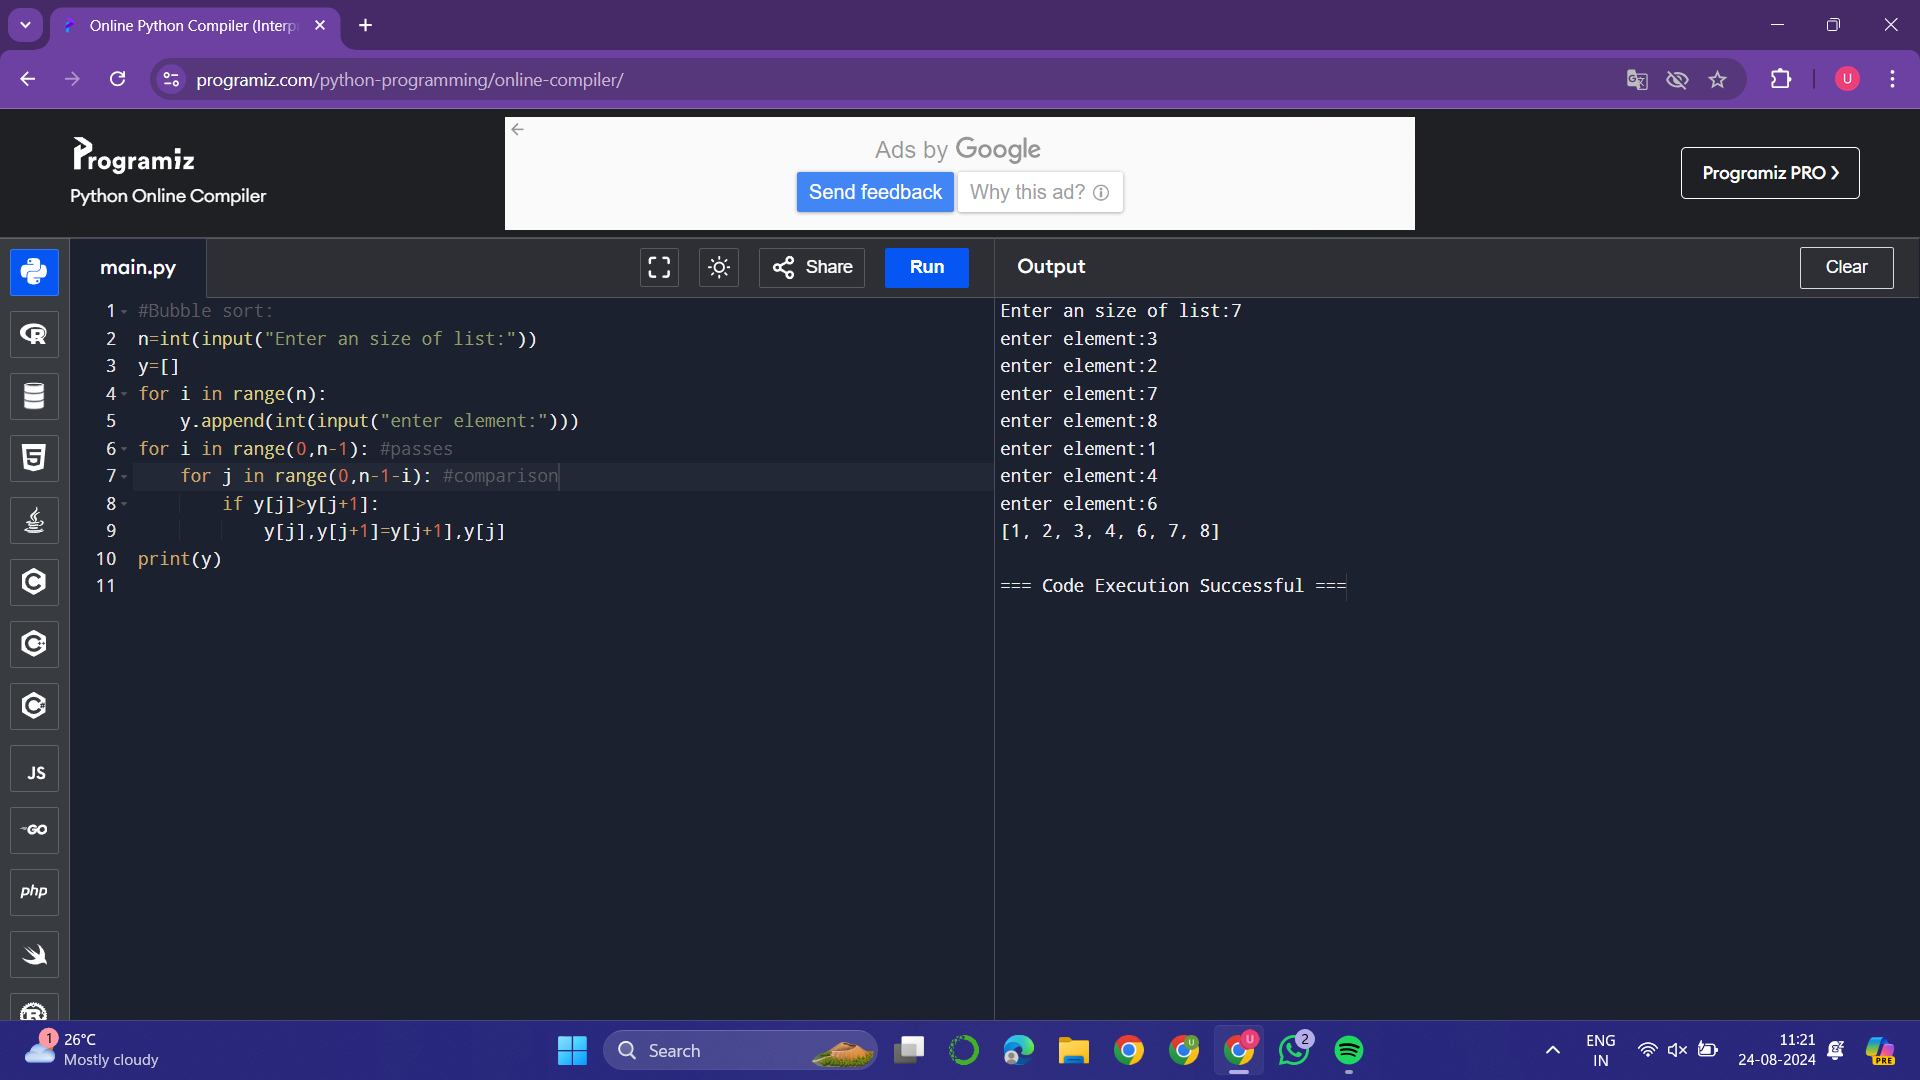 Online Python Compiler (Interp
programiz.com/python-programming/online-compiler/
U
Programiz
Python Online Compiler
Ads by Google
Send feedback
Why this ad?
Programiz PRO
main.py
Share
Run
Output
Clear
1 #Bubble sort:
2 n=int(input("Enter an size of list:"))
3 y=[]
4 for i in range(n):
5     y.append(int(input("enter element:")))
6 for i in range(0,n-1): #passes
7     for j in range(0,n-1-i): #comparison
8         if y[j]>y[j+1]:
9             y[j],y[j+1]=y[j+1],y[j]
10 print(y)
11
Enter an size of list:7
enter element:3
enter element:2
enter element:7
enter element:8
enter element:1
enter element:4
enter element:6
[1, 2, 3, 4, 6, 7, 8]
=== Code Execution Successful ===
JS
GO
php
1
26°C
Mostly cloudy
Search
U
U
2
ENG
IN
11:21
24-08-2024
PRE